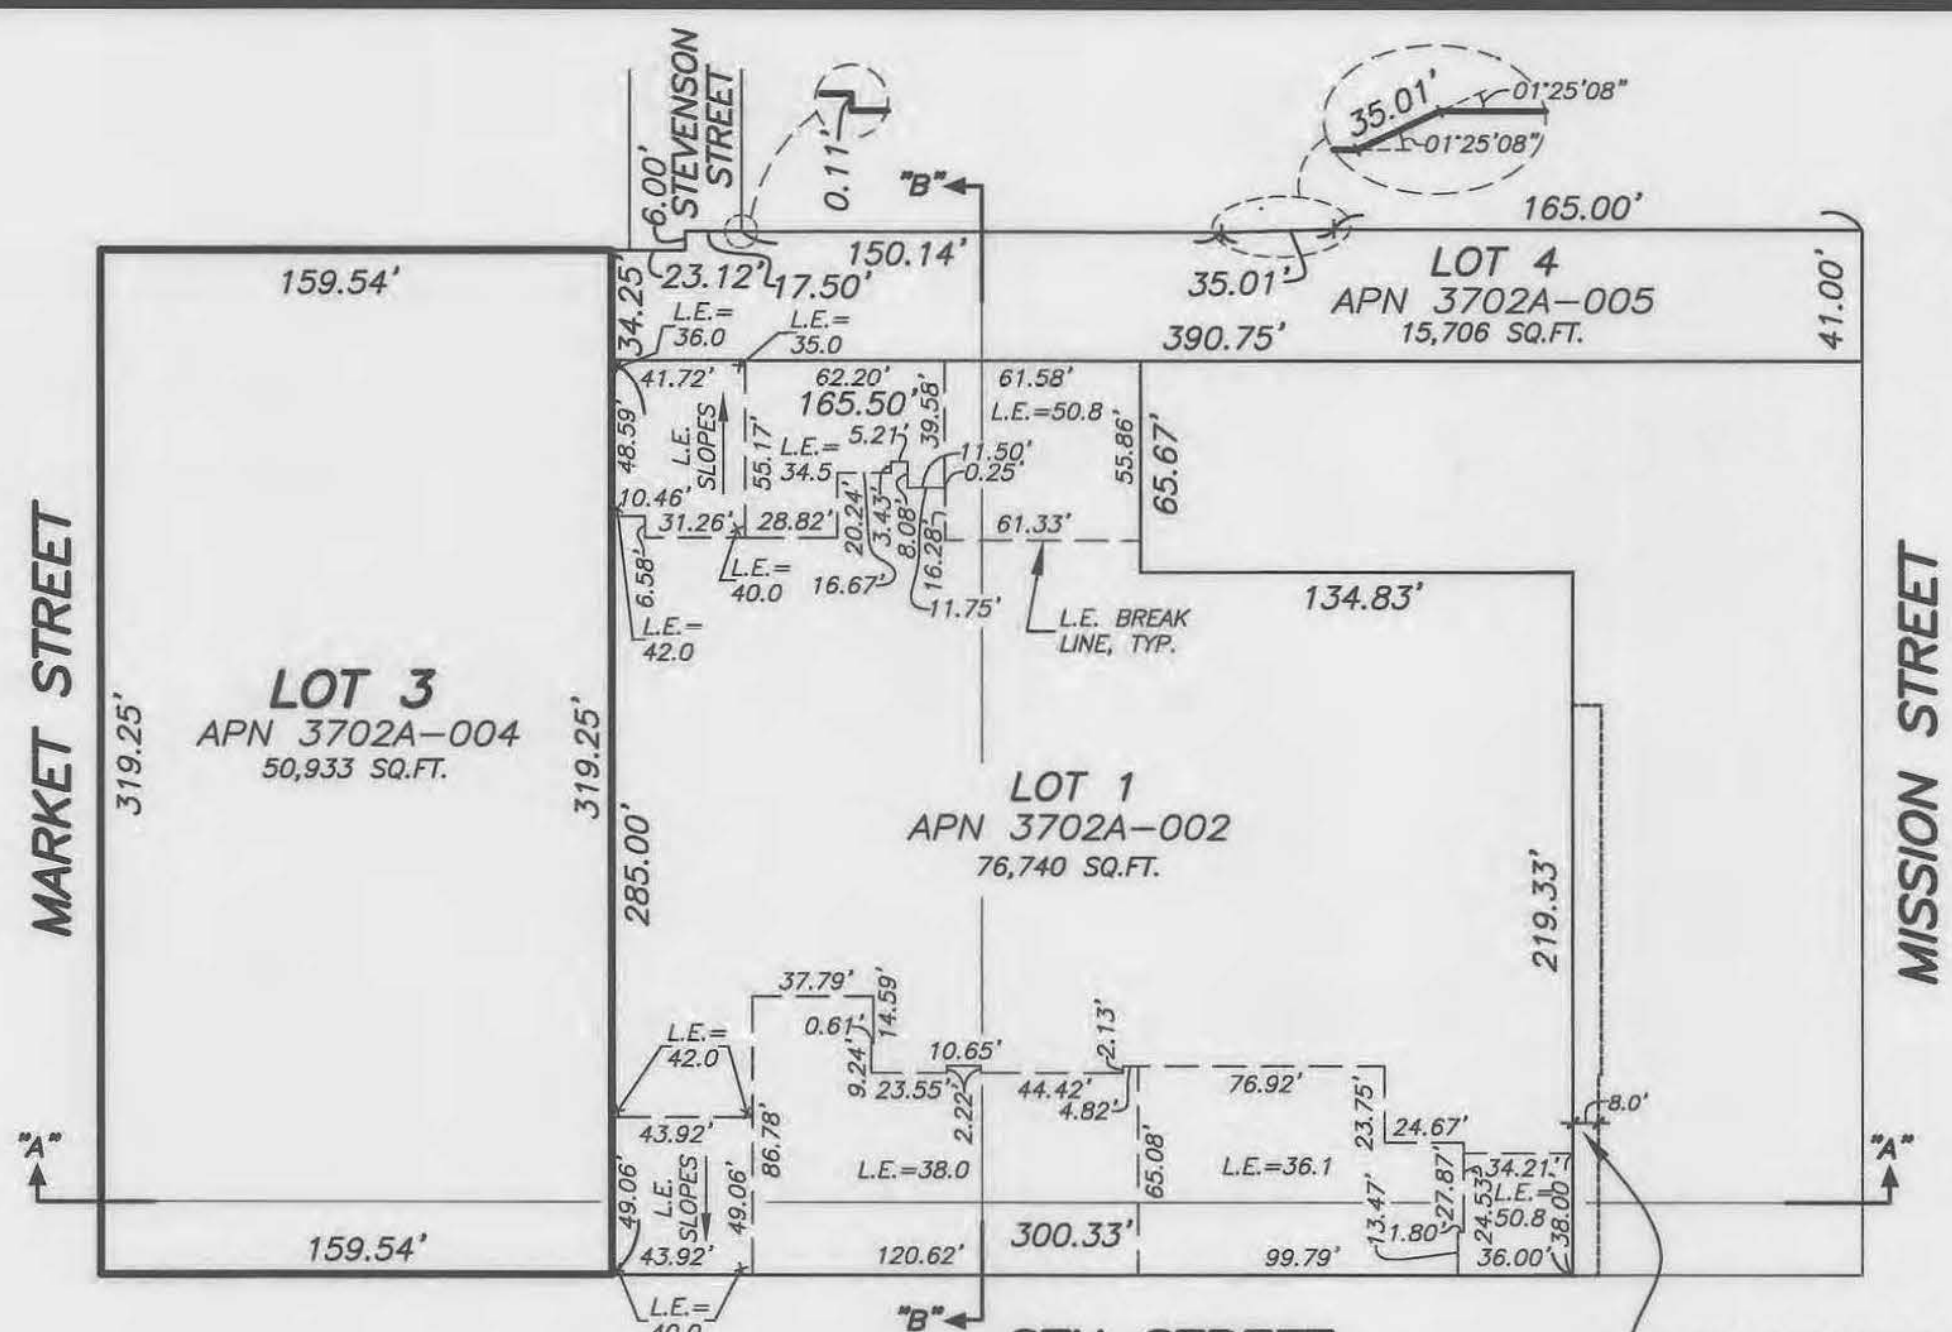 STEVENSON
STREET
6.00'
0.11'
"B"
35.01'
01°25'08"
01°25'08")
165.00'
159.54'
34.25'
23.12'
17.50'
150.14'
35.01'
LOT 4
APN 3702A-005
15,706 SQ.FT.
41.00'
390.75'
L.E.=
36.0
L.E.=
35.0
41.72'
62.20'
61.58'
165.50'
39.58'
L.E.=50.8
48.59'
L.E.
SLOPES
55.17'
L.E.=
34.5
5.21'
11.50'
0.25'
55.86'
65.67'
10.46'
31.26'
28.82'
20.24'
3.43'
8.08'
16.28'
61.33'
6.58'
L.E.=
40.0
16.67'
11.75'
L.E.=
42.0
L.E. BREAK
LINE, TYP.
134.83'
MARKET STREET
319.25'
LOT 3
APN 3702A-004
50,933 SQ.FT.
319.25'
285.00'
LOT 1
APN 3702A-002
76,740 SQ.FT.
219.33'
MISSION STREET
37.79'
14.59'
0.61'
9.24'
23.55'
10.65'
2.22'
44.42'
2.13'
4.82'
76.92'
23.75'
24.67'
8.0'
L.E.=
42.0
43.92'
86.78'
49.06'
L.E.
SLOPES
49.06'
L.E.=38.0
65.08'
L.E.=36.1
13.47'
27.87'
1.80'
34.21'
24.53'
L.E.=
50.8
38.00'
"A"
"A"
159.54'
43.92'
120.62'
300.33'
99.79'
36.00'
L.E.=
40.0
"B"